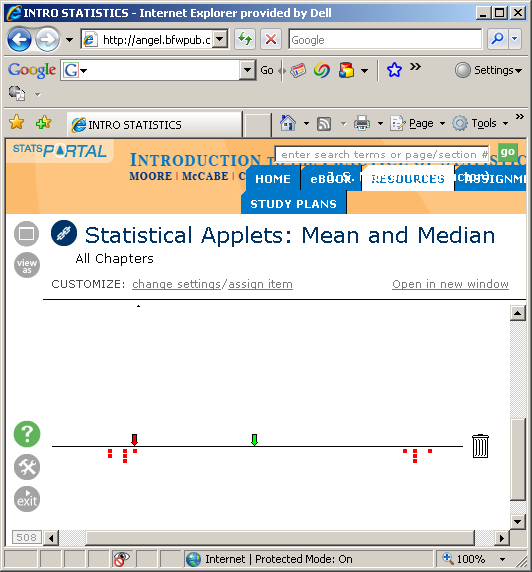 INTRO STATISTICS - Internet Explorer provided by Dell
http://angel.bfwpub.c
Google
Google G Go Settings
INTRO STATISTICS Page Tools
STATSPORTAL
INTRODUCTION
enter search terms or page/section # go
MOORE | MCCABE | C
HOME eBOOK RESOURCES ASSIGNM
STUDY PLANS
view as
Statistical Applets: Mean and Median
All Chapters
CUSTOMIZE: change settings/assign item Open in new window
?
exit
508
Internet | Protected Mode: On 100%